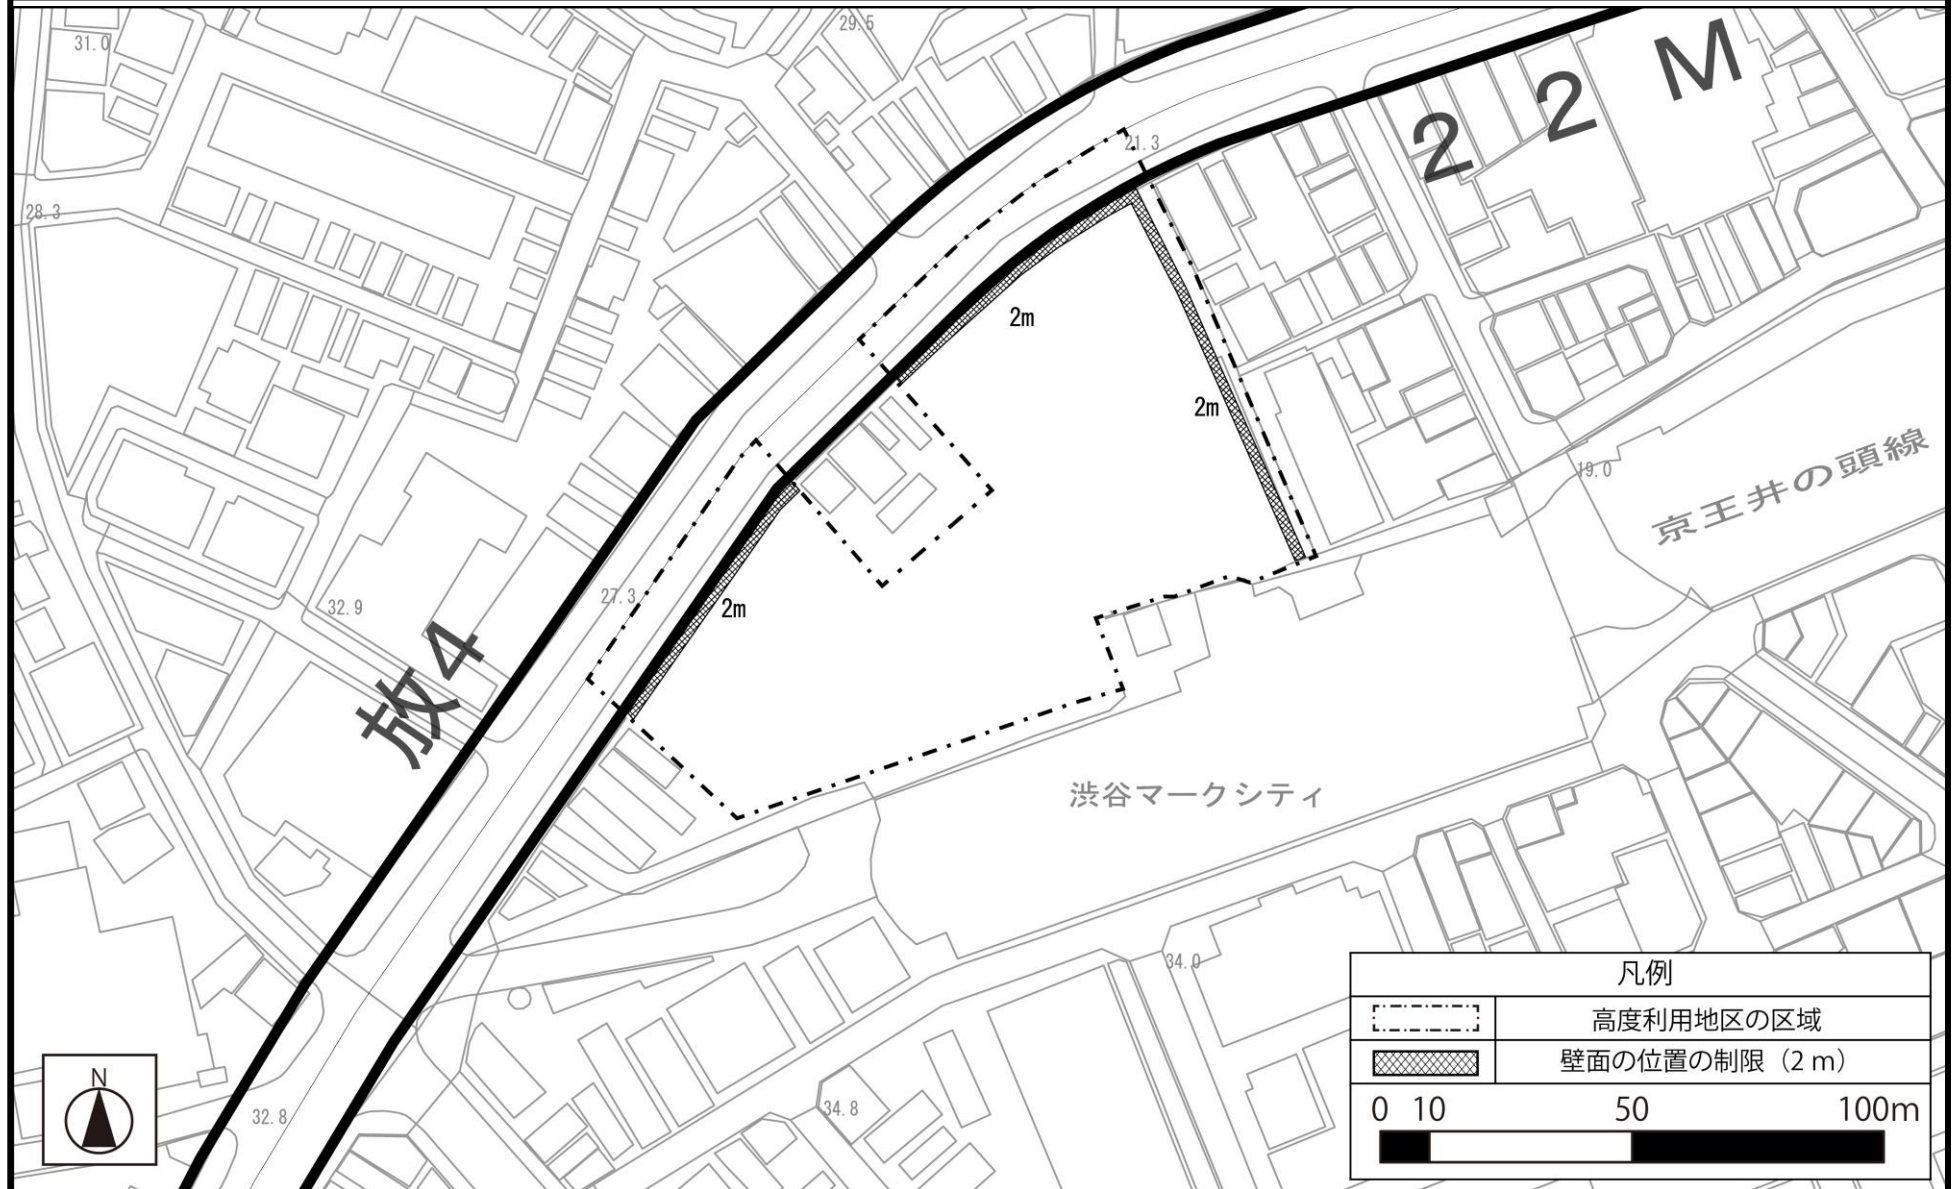 29.5
31.0
22M
21.3
28.3
2m
2m
京王井の頭線
19.0
27.3
2m
32.9
放4
渋谷マークシティ
34.0
凡例
高度利用地区の区域
壁面の位置の制限（2ｍ）
0 10 50 100m
N
32.8
34.8